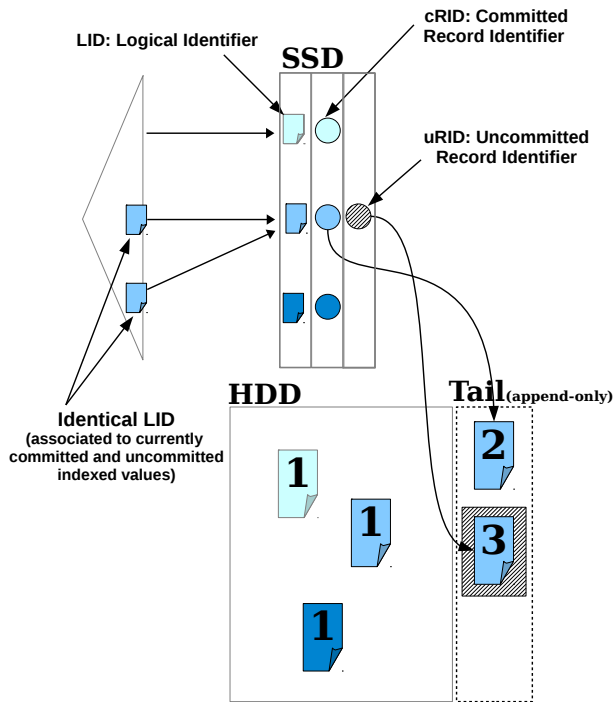 LID: Logical Identifier
cRID: Committed
Record Identifier
SSD
uRID: Uncommitted
Record Identifier
Identical LID
(associated to currently
committed and uncommitted
indexed values)
HDD
Tail(append-only)
1
1
1
2
3